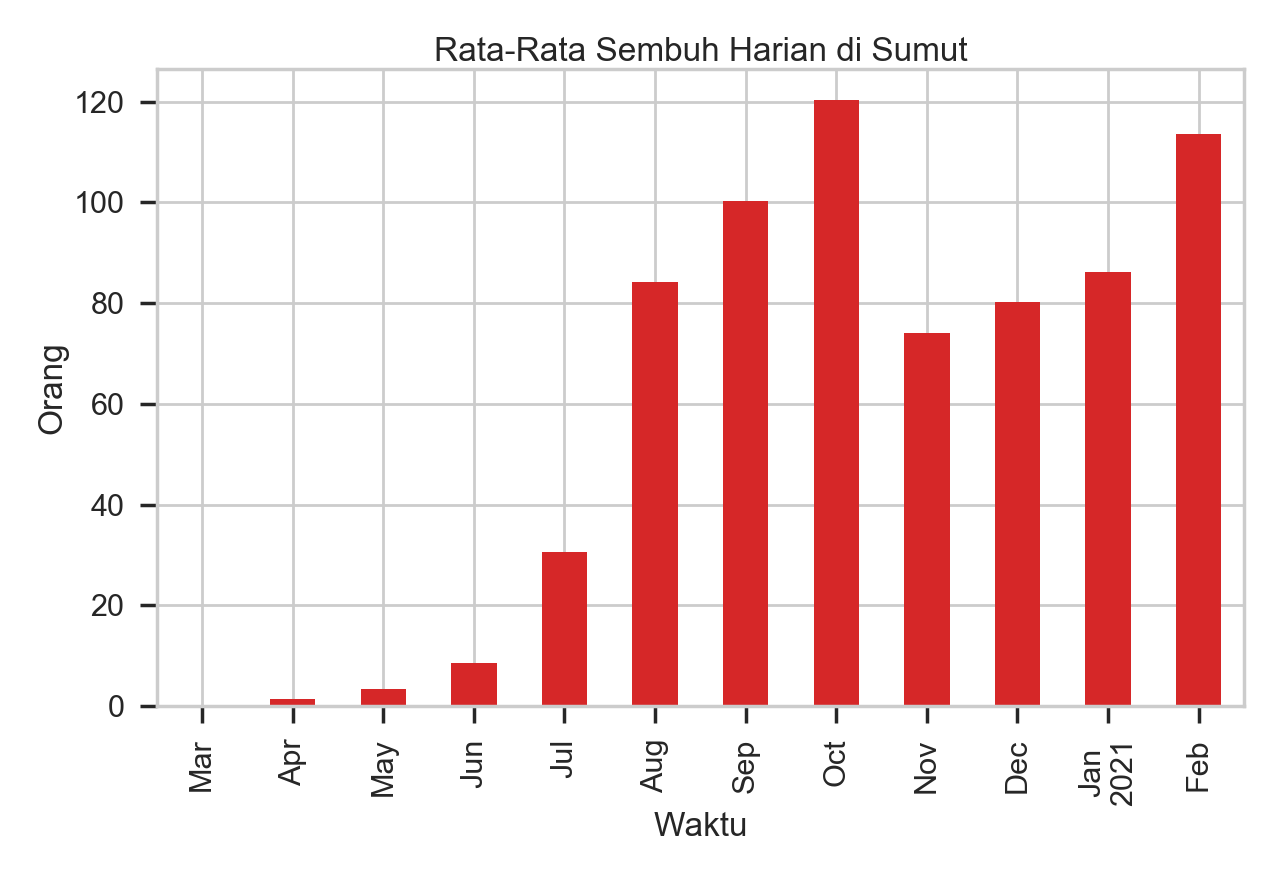 Rata-Rata Sembuh Harian di Sumut
120
100
80
60
40
20
0
Orang
Mar
Apr
May
Jun
Jul
Aug
Sep
Oct
Nov
Dec
Jan
2021
Feb
Waktu